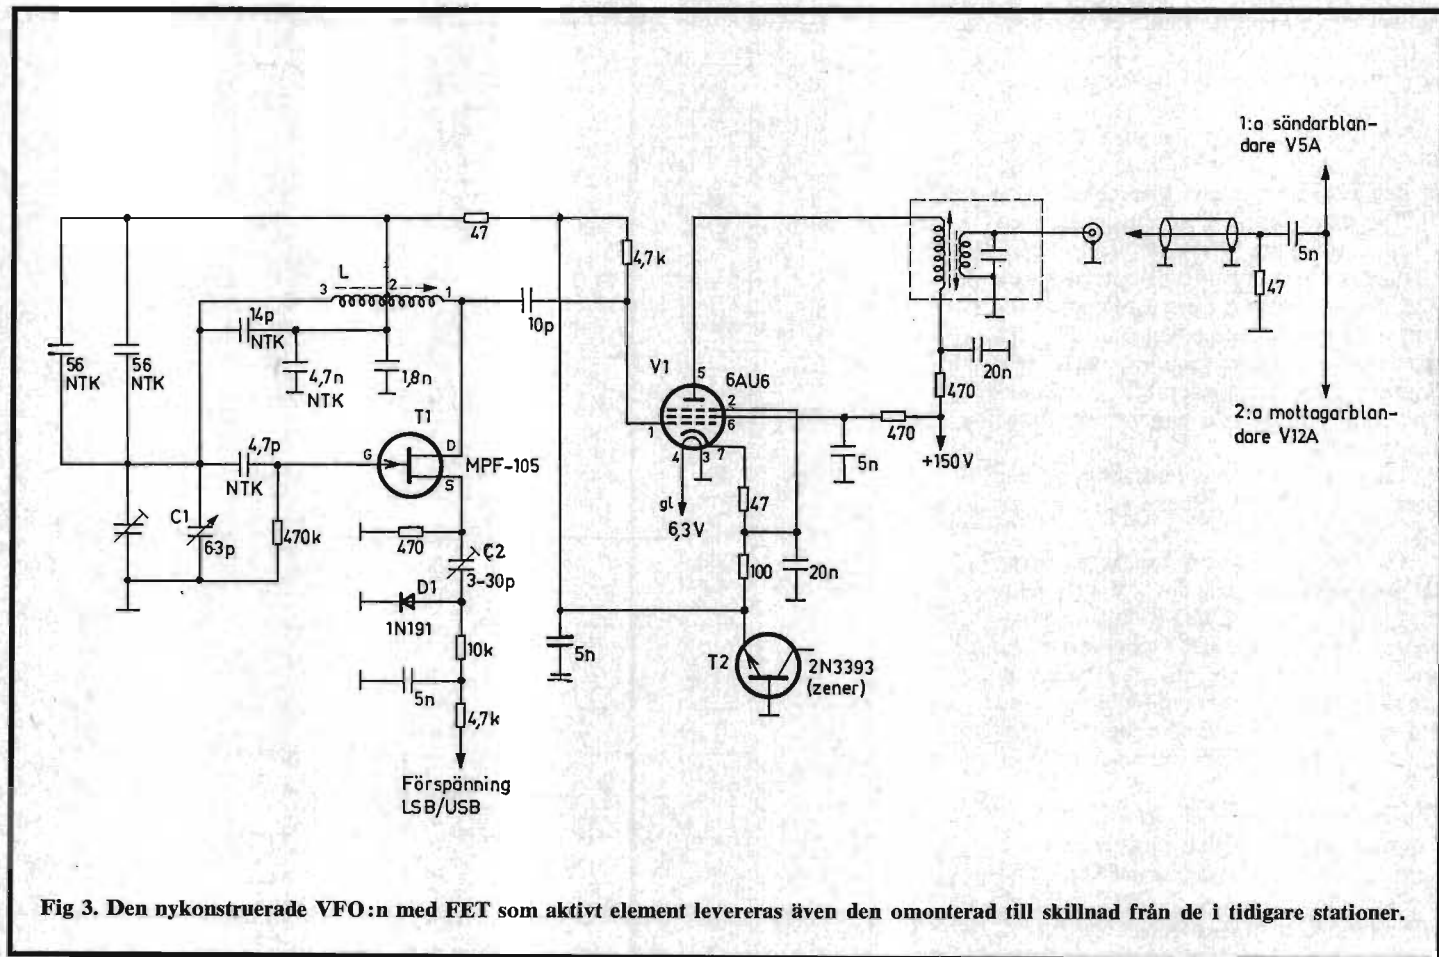 1:a sändarblan-
dare V5A
47
4,7k
5n
47
L
3
2
1
10p
14p
NTK
56
NTK
56
NTK
4,7n
NTK
1,8n
V1
5
6AU6
2
6
1
4
3
7
20n
470
470
+150V
2:a mottagarblan-
dare V12A
T1
4,7p
NTK
G
D
S
MPF-105
5n
gl
6,3V
47
C1
63p
470k
470
C2
3-30p
100
20n
D1
1N191
10k
5n
5n
4,7k
T2
2N3393
(zener)
Förspänning
LSB/USB
Fig 3. Den nykonstruerade VFO:n med FET som aktivt element levereras även den omonterad till skillnad från de i tidigare stationer.